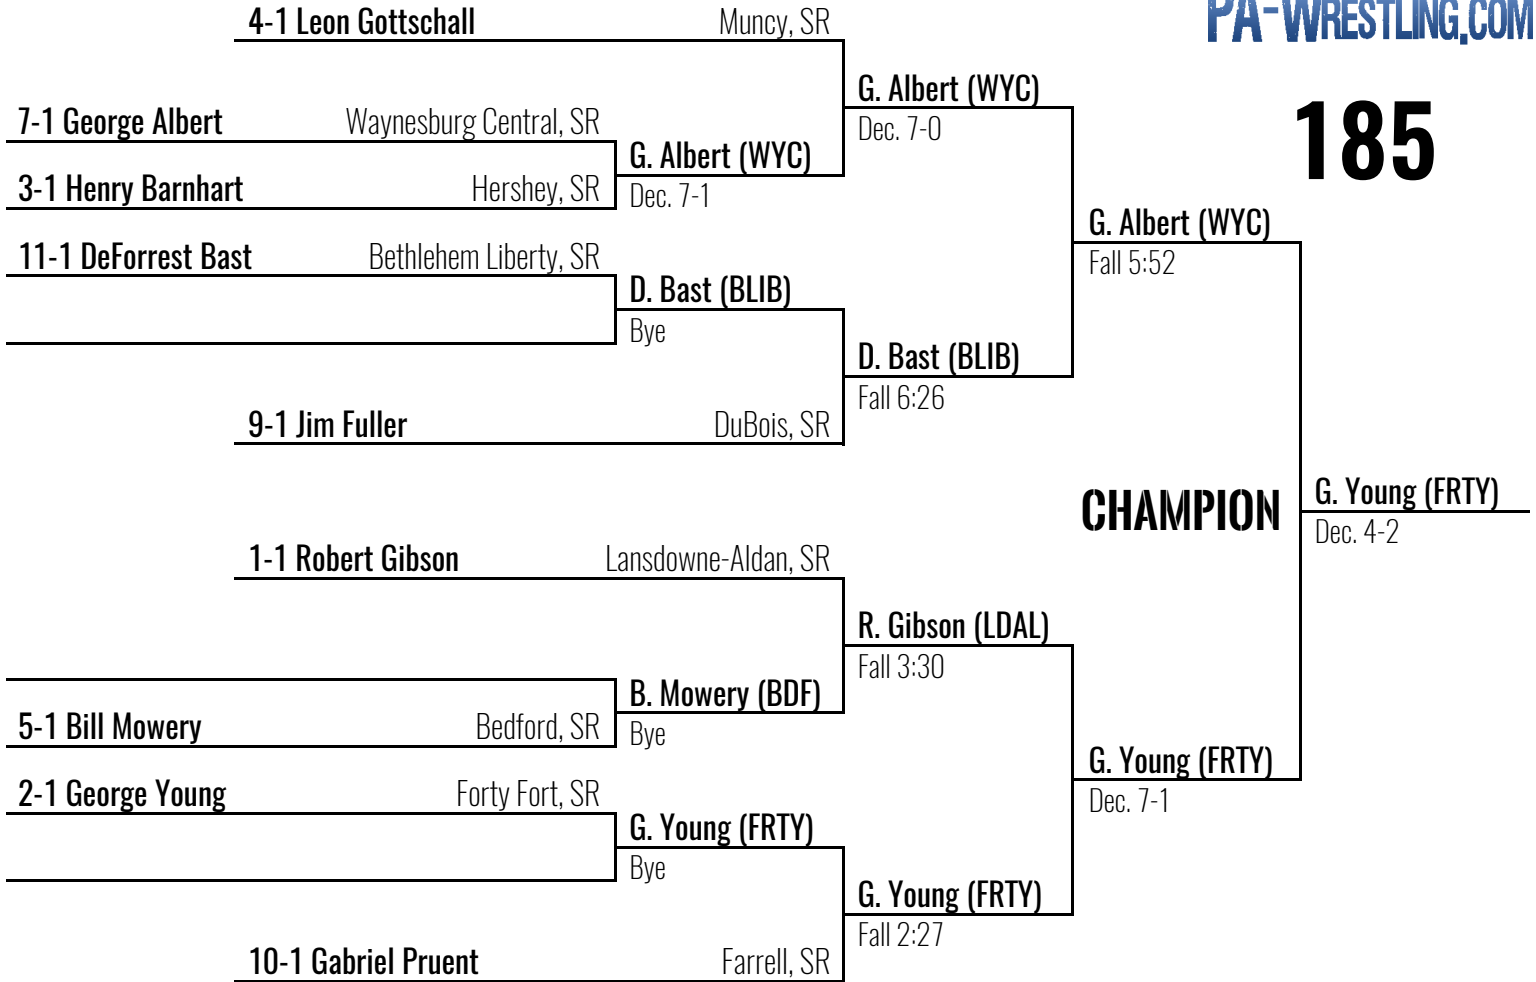 PA-WRESTLING.COM
185
4-1 Leon Gottschall Muncy, SR
G. Albert (WYC)
Dec. 7-0
7-1 George Albert Waynesburg Central, SR
G. Albert (WYC)
Dec. 7-1
3-1 Henry Barnhart Hershey, SR
G. Albert (WYC)
Fall 5:52
11-1 DeForrest Bast Bethlehem Liberty, SR
D. Bast (BLIB)
Bye
D. Bast (BLIB)
Fall 6:26
9-1 Jim Fuller DuBois, SR
CHAMPION
G. Young (FRTY)
Dec. 4-2
1-1 Robert Gibson Lansdowne-Aldan, SR
R. Gibson (LDAL)
Fall 3:30
B. Mowery (BDF)
Bye
5-1 Bill Mowery Bedford, SR
G. Young (FRTY)
Dec. 7-1
2-1 George Young Forty Fort, SR
G. Young (FRTY)
Bye
G. Young (FRTY)
Fall 2:27
10-1 Gabriel Pruent Farrell, SR